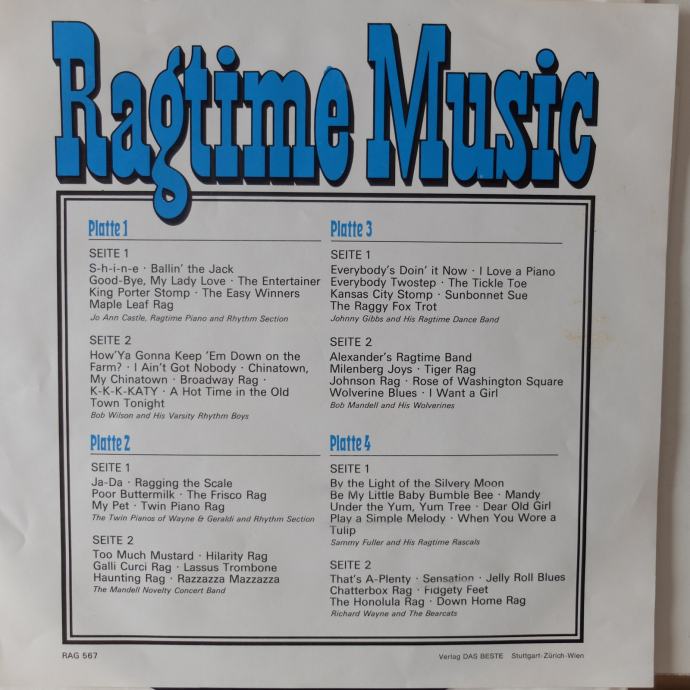 Ragtime Music
Platte 1
SEITE 1
S-h-i-n-e · Ballin' the Jack
Good-Bye, My Lady Love · The Entertainer
King Porter Stomp · The Easy Winners
Maple Leaf Rag
Jo Ann Castle, Ragtime Piano and Rhythm Section
SEITE 2
How'Ya Gonna Keep 'Em Down on the
Farm? · I Ain't Got Nobody · Chinatown,
My Chinatown · Broadway Rag ·
K-K-K-KATY · A Hot Time in the Old
Town Tonight
Bob Wilson and His Varsity Rhythm Boys
Platte 2
SEITE 1
Ja-Da · Ragging the Scale
Poor Buttermilk · The Frisco Rag
My Pet · Twin Piano Rag
The Twin Pianos of Wayne & Geraldi and Rhythm Section
SEITE 2
Too Much Mustard · Hilarity Rag
Galli Curci Rag · Lassus Trombone
Haunting Rag · Razzazza Mazzazza
The Mandell Novelty Concert Band
Platte 3
SEITE 1
Everybody's Doin' it Now · I Love a Piano
Everybody Twostep · The Tickle Toe
Kansas City Stomp · Sunbonnet Sue
The Raggy Fox Trot
Johnny Gibbs and His Ragtime Dance Band
SEITE 2
Alexander's Ragtime Band
Milenberg Joys · Tiger Rag
Johnson Rag · Rose of Washington Square
Wolverine Blues · I Want a Girl
Bob Mandell and His Wolverines
Platte 4
SEITE 1
By the Light of the Silvery Moon
Be My Little Baby Bumble Bee · Mandy
Under the Yum, Yum Tree · Dear Old Girl
Play a Simple Melody · When You Wore a
Tulip
Sammy Fuller and His Ragtime Rascals
SEITE 2
That's A-Plenty · Sensation · Jelly Roll Blues
Chatterbox Rag · Fidgety Feet
The Honolula Rag · Down Home Rag
Richard Wayne and The Bearcats
RAG 567
Verlag DAS BESTE Stuttgart-Zürich-Wien